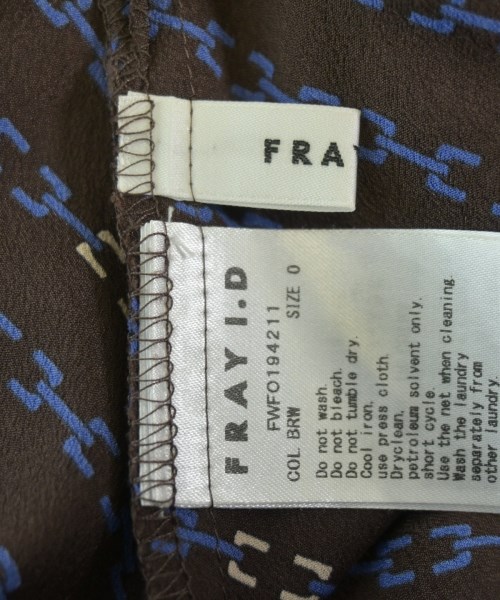 FRA
FRAY I.D
FWFO194211
COL BRW SIZE 0
Do not wash.
Do not bleach.
Do not tumble dry.
Cool iron.
use press cloth
Dryclean.
petroleum solvent only.
short cycle.
Use the net when cleaning.
Wash the laundry
separately from
other laundry.